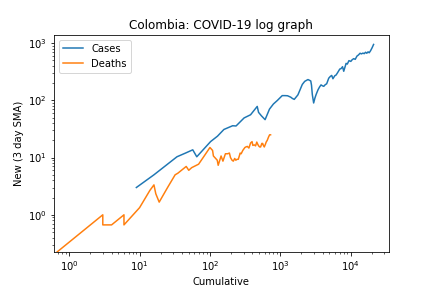 Colombia: COVID-19 log graph
Cases
Deaths
New (3 day SMA)
10³
10²
10¹
10⁰
10⁰ 10¹ 10² 10³ 10⁴
Cumulative